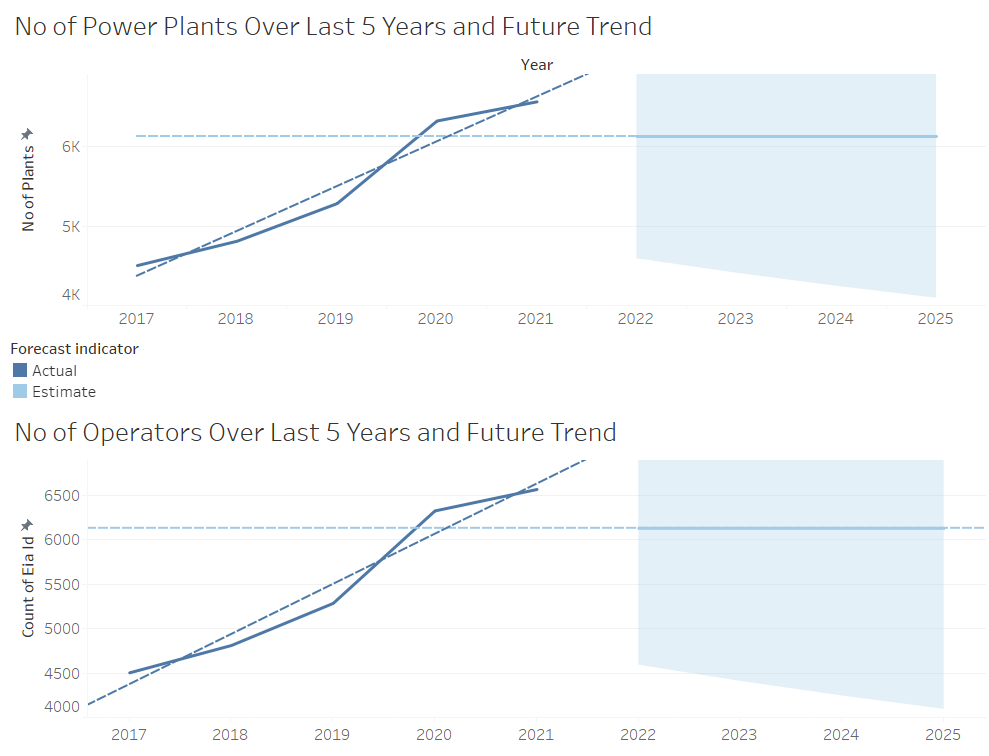 No of Power Plants Over Last 5 Years and Future Trend
Year
No of Plants
6K
5K
4K
2017 2018 2019 2020 2021 2022 2023 2024 2025
Forecast indicator
Actual
Estimate
No of Operators Over Last 5 Years and Future Trend
Count of Eia Id
6500
6000
5500
5000
4500
4000
2017 2018 2019 2020 2021 2022 2023 2024 2025